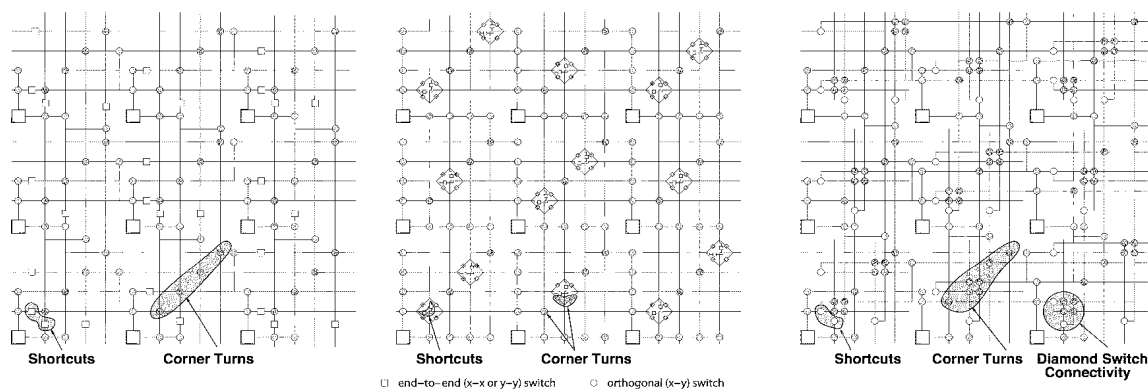 Shortcuts
Corner Turns
Shortcuts
Corner Turns
Shortcuts
Corner Turns
Diamond Switch
Connectivity
end-to-end (x-x or y-y) switch
orthogonal (x-y) switch